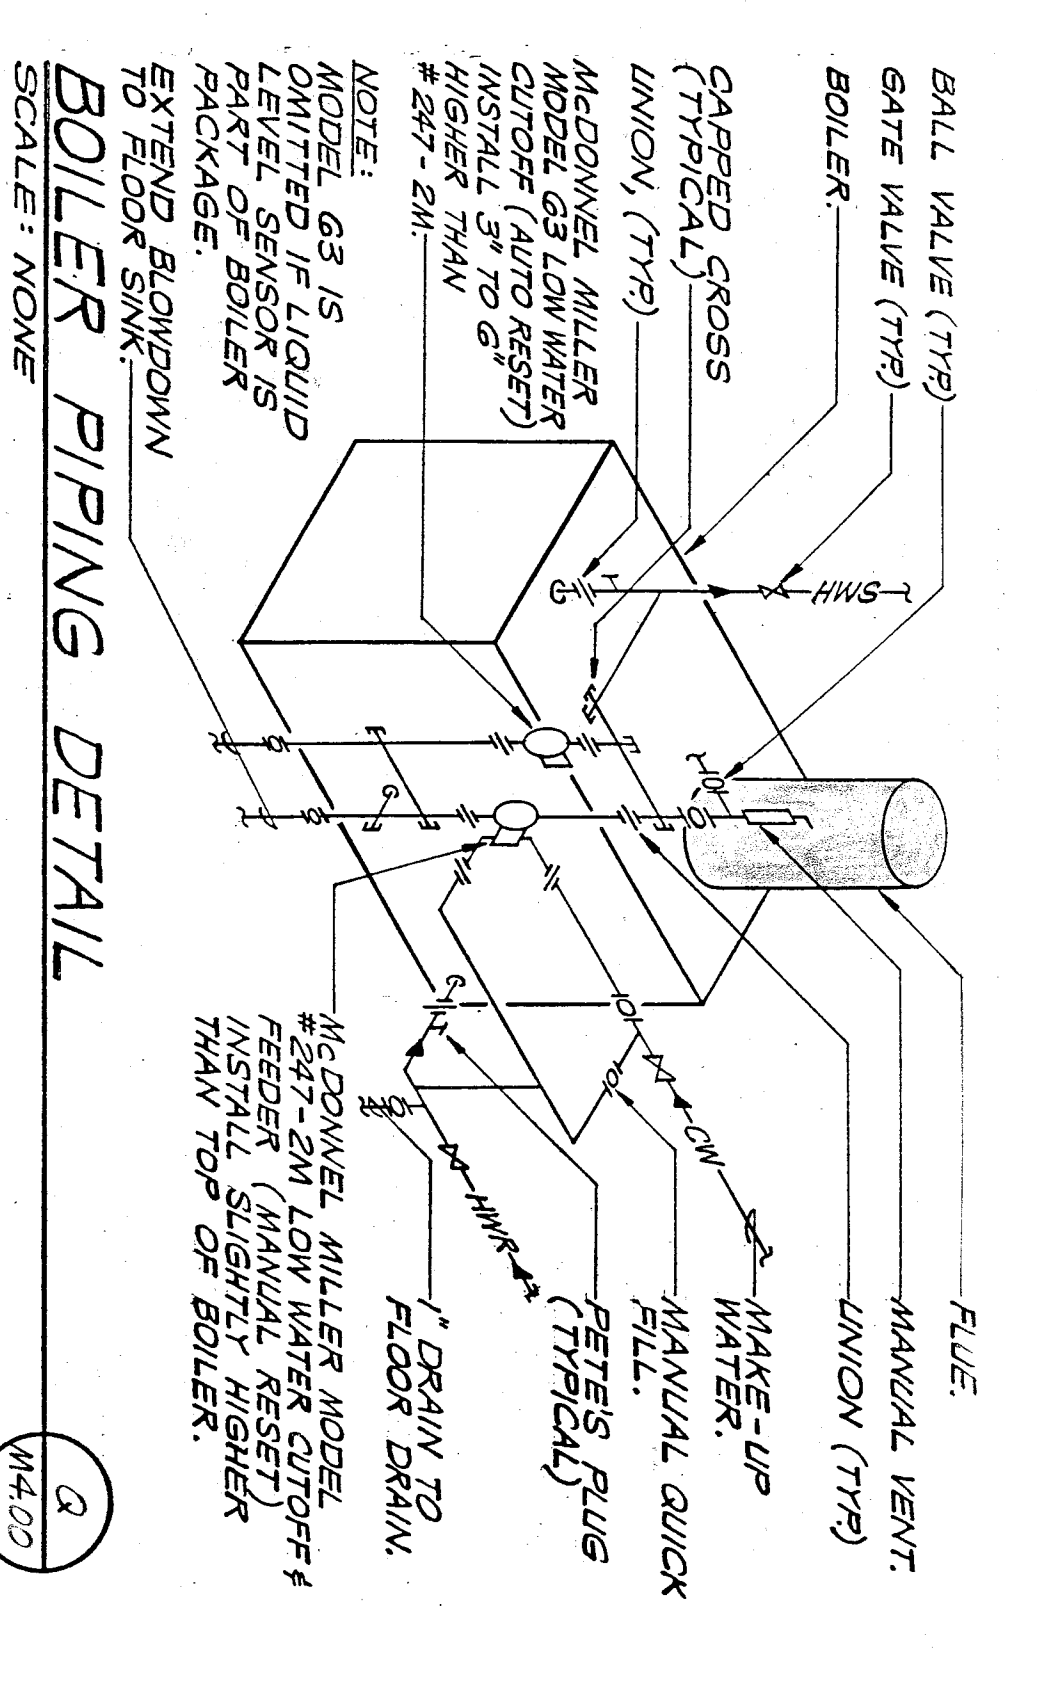 BALL VALVE (TYP.)
GATE VALVE (TYP.)
BOILER.
CAPPED CROSS
(TYPICAL)
UNION, (TYP.)
McDONNEL MILLER
MODEL 63 LOW WATER
CUTOFF (AUTO RESET)
INSTALL 3" TO 6"
HIGHER THAN
# 247-2M.
NOTE:
MODEL 63 IS
OMITTED IF LIQUID
LEVEL SENSOR IS
PART OF BOILER
PACKAGE.
EXTEND BLOWDOWN
TO FLOOR SINK.
HWS
G
G
G
CW
HWR
FLUE.
MANUAL VENT.
UNION (TYP.)
MAKE-UP
WATER.
MANUAL QUICK
FILL.
PETE'S PLUG
(TYPICAL)
1" DRAIN TO
FLOOR DRAIN.
McDONNEL MILLER MODEL
#247-2M LOW WATER CUTOFF &
FEEDER (MANUAL RESET)
INSTALL SLIGHTLY HIGHER
THAN TOP OF BOILER.
BOILER PIPING DETAIL
SCALE: NONE
Q
M4.00